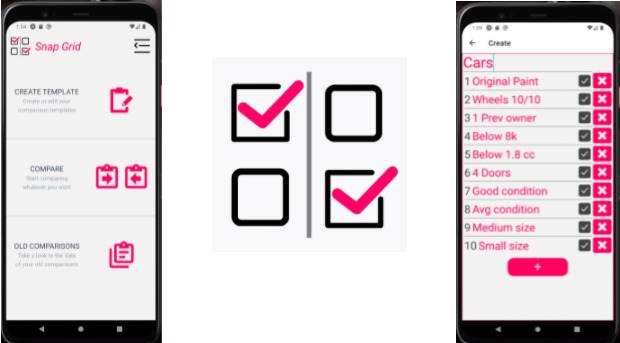 1:59
Snap Grid
CREATE TEMPLATE
Create or edit your
comparison templates
COMPARE
Start comparing
whatever you want
OLD COMPARISONS
Take a look to the data
of your old comparisons
Create
Cars
1 Original Paint
2 Wheels 10/10
3 1 Prev owner
4 Below 8k
5 Below 1.8 cc
6 4 Doors
7 Good condition
8 Avg condition
9 Medium size
10 Small size
+